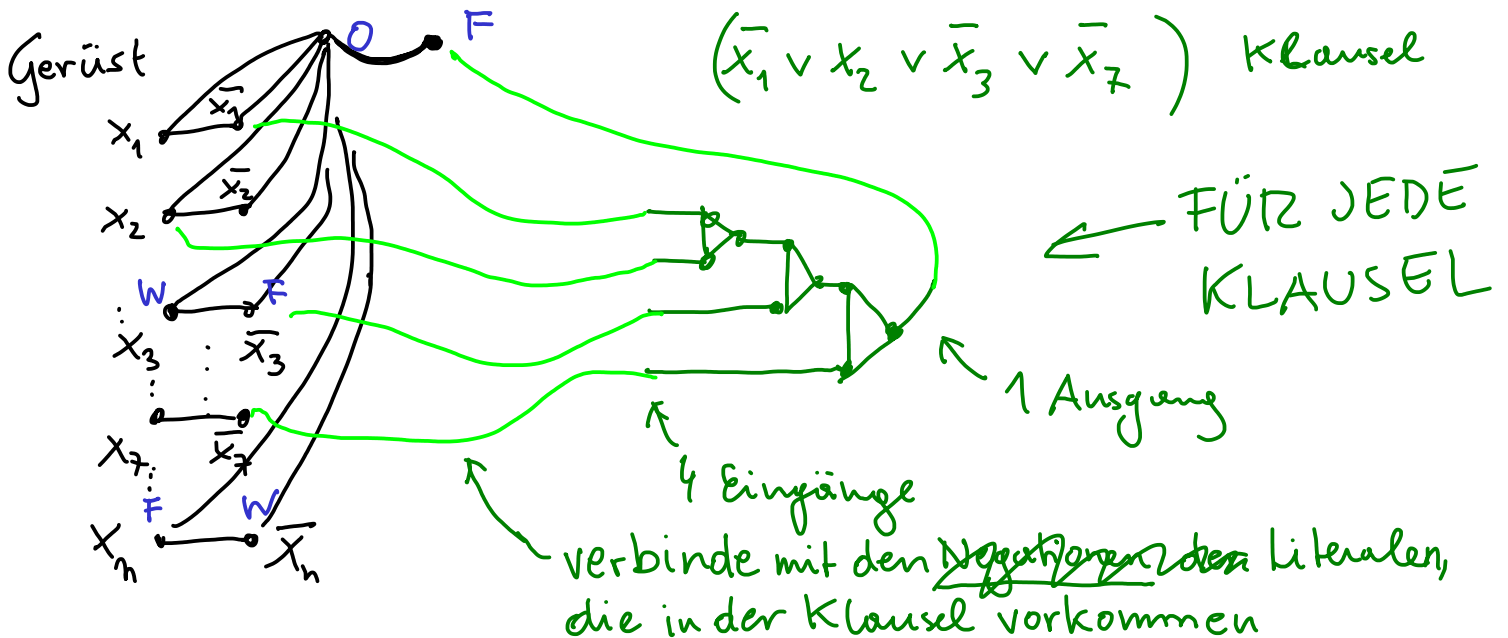 Gerüst
O F
(x̅₁ ∨ x₂ ∨ x̅₃ ∨ x̅₇) Klausel
x₁ x̅₁
x₂ x̅₂
W F
x₃ x̅₃
x₇ x̅₇
F W
xₙ x̅ₙ
FÜR JEDE
KLAUSEL
1 Ausgang
4 Eingänge
verbinde mit den Negationen der Literalen,
die in der Klausel vorkommen